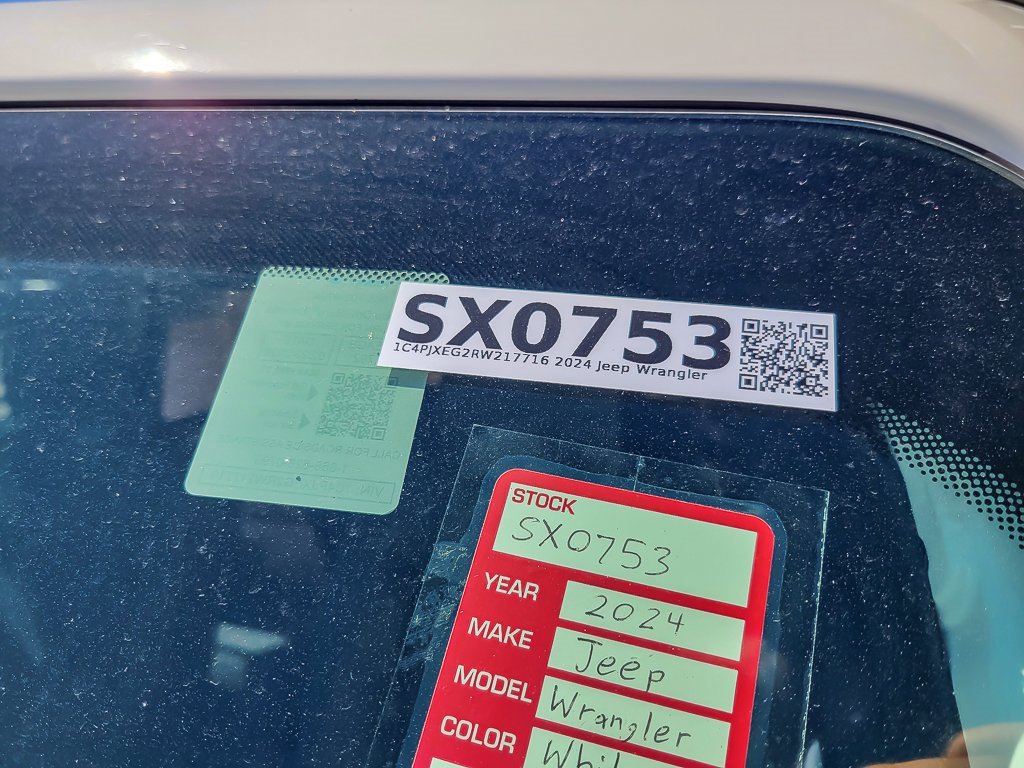 SX0753
1C4PJXEG2RW217716 2024 Jeep Wrangler
STOCK
SX0753
YEAR
2024
MAKE
Jeep
MODEL
Wrangler
COLOR